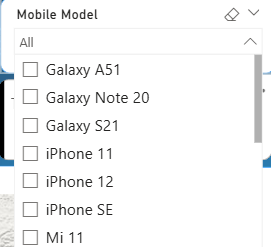 Mobile Model
All
Galaxy A51
Galaxy Note 20
Galaxy S21
iPhone 11
iPhone 12
iPhone SE
Mi 11